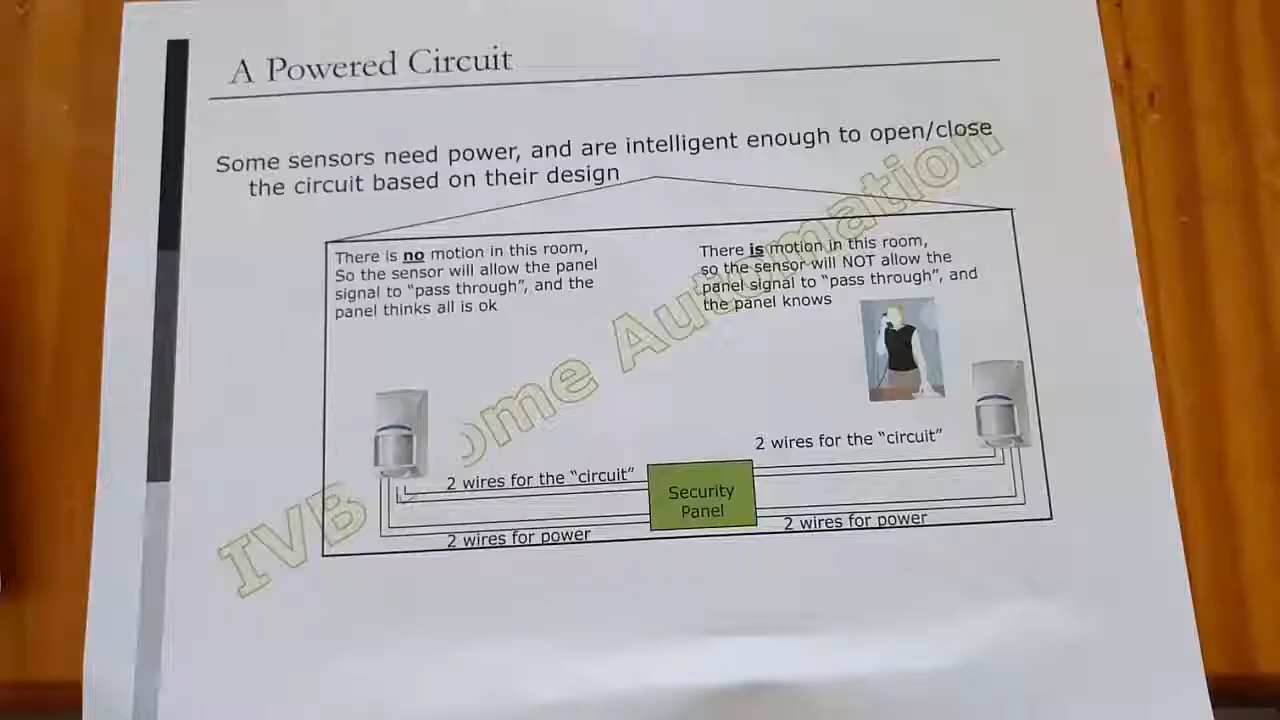 A Powered Circuit
Some sensors need power, and are intelligent enough to open/close
the circuit based on their design
There is no motion in this room,
So the sensor will allow the panel
signal to “pass through”, and the
panel thinks all is ok
There is motion in this room,
so the sensor will NOT allow the
panel signal to “pass through”, and
the panel knows
2 wires for the “circuit”
2 wires for the “circuit”
Security
Panel
2 wires for power
2 wires for power
IVB ome Automation